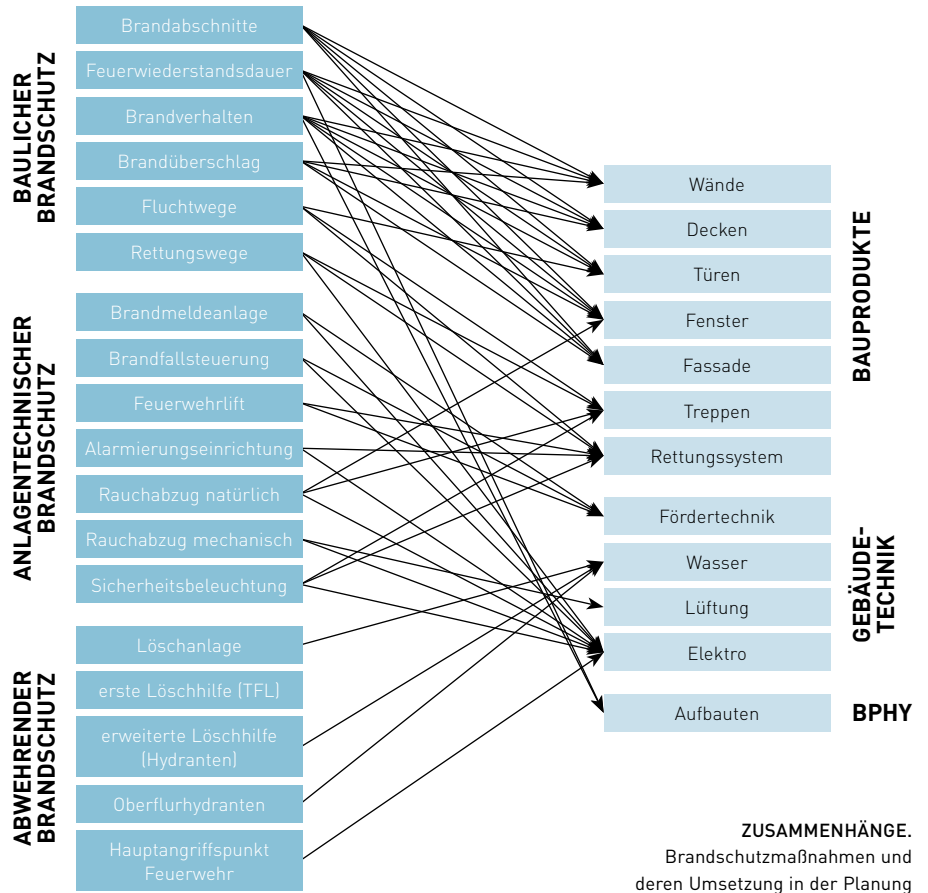 BAULICHER
BRANDSCHUTZ
Brandabschnitte
Feuerwiederstandsdauer
Brandverhalten
Brandüberschlag
Fluchtwege
Rettungswege
ANLAGENTECHNISCHER
BRANDSCHUTZ
Brandmeldeanlage
Brandfallsteuerung
Feuerwehrlift
Alarmierungseinrichtung
Rauchabzug natürlich
Rauchabzug mechanisch
Sicherheitsbeleuchtung
ABWEHRENDER
BRANDSCHUTZ
Löschanlage
erste Löschhilfe (TFL)
erweiterte Löschhilfe
(Hydranten)
Oberflurhydranten
Hauptangriffspunkt
Feuerwehr
Wände
Decken
Türen
Fenster
Fassade
Treppen
Rettungssystem
BAUPRODUKTE
Fördertechnik
Wasser
Lüftung
Elektro
GEBÄUDE-
TECHNIK
Aufbauten
BPHY
ZUSAMMENHÄNGE.
Brandschutzmaßnahmen und
deren Umsetzung in der Planung